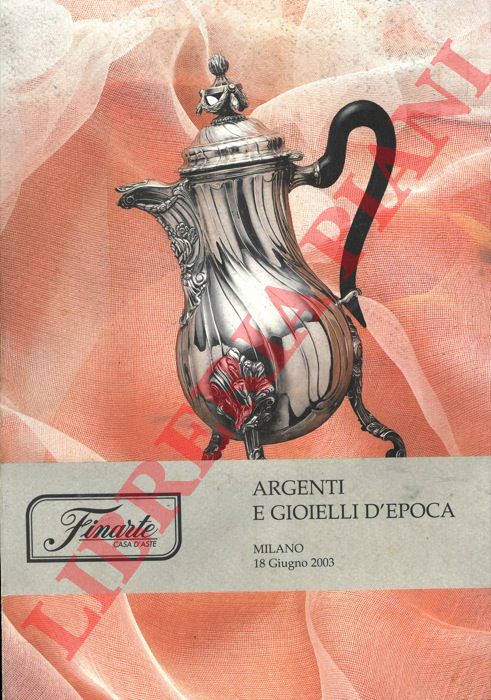 LIBRERIA PIANI
ARGENTI
E GIOIELLI D'EPOCA
Finarte
CASA D'ASTE
MILANO
18 Giugno 2003